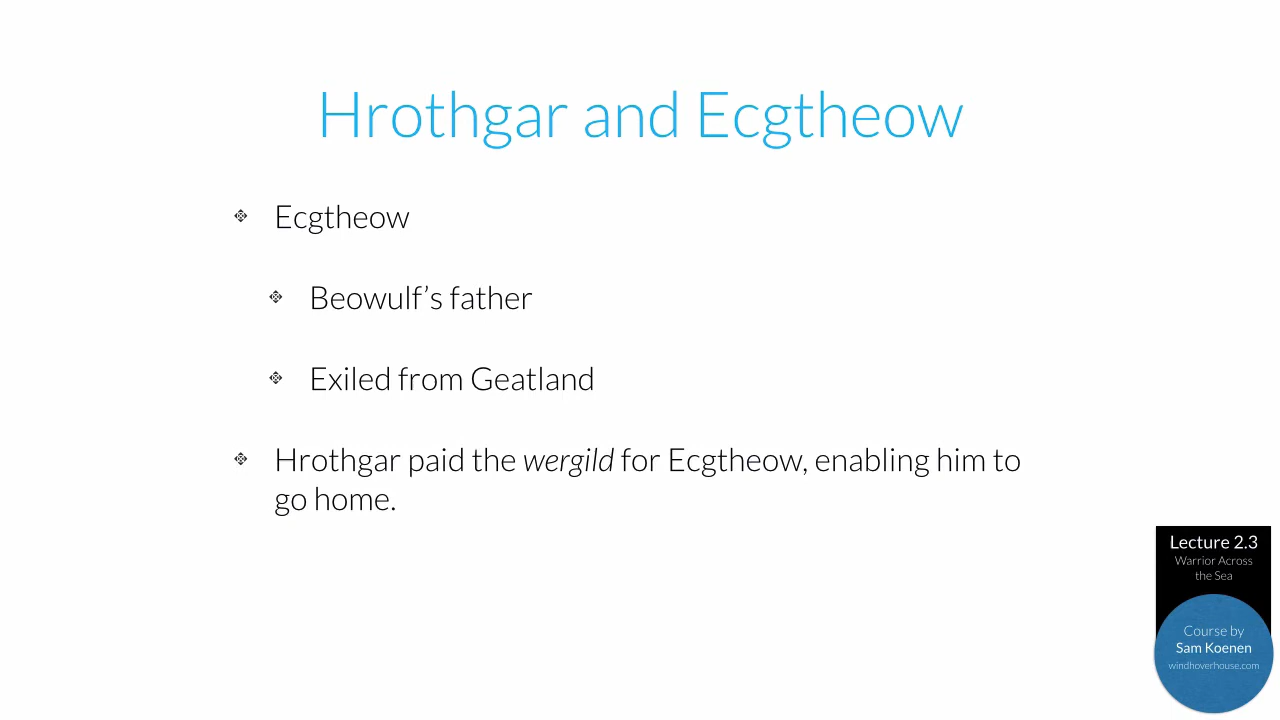 Hrothgar and Ecgtheow
Ecgtheow
Beowulf’s father
Exiled from Geatland
Hrothgar paid the wergild for Ecgtheow, enabling him to
go home.
Lecture 2.3
Warrior Across
the Sea
Course by
Sam Koenen
windhoverhouse.com